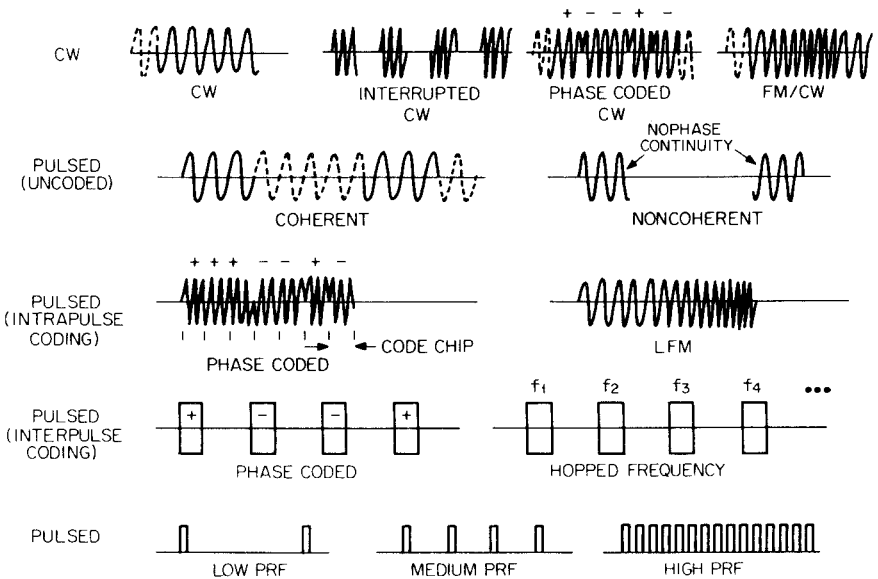 + − − + −
CW
CW
INTERRUPTED
CW
PHASE CODED
CW
FM/CW
PULSED
(UNCODED)
COHERENT
NOPHASE
CONTINUITY
NONCOHERENT
+ + + − − + −
PULSED
(INTRAPULSE
CODING)
PHASE CODED
CODE CHIP
LFM
PULSED
(INTERPULSE
CODING)
+ − − +
PHASE CODED
f1 f2 f3 f4 •••
HOPPED FREQUENCY
PULSED
LOW PRF
MEDIUM PRF
HIGH PRF